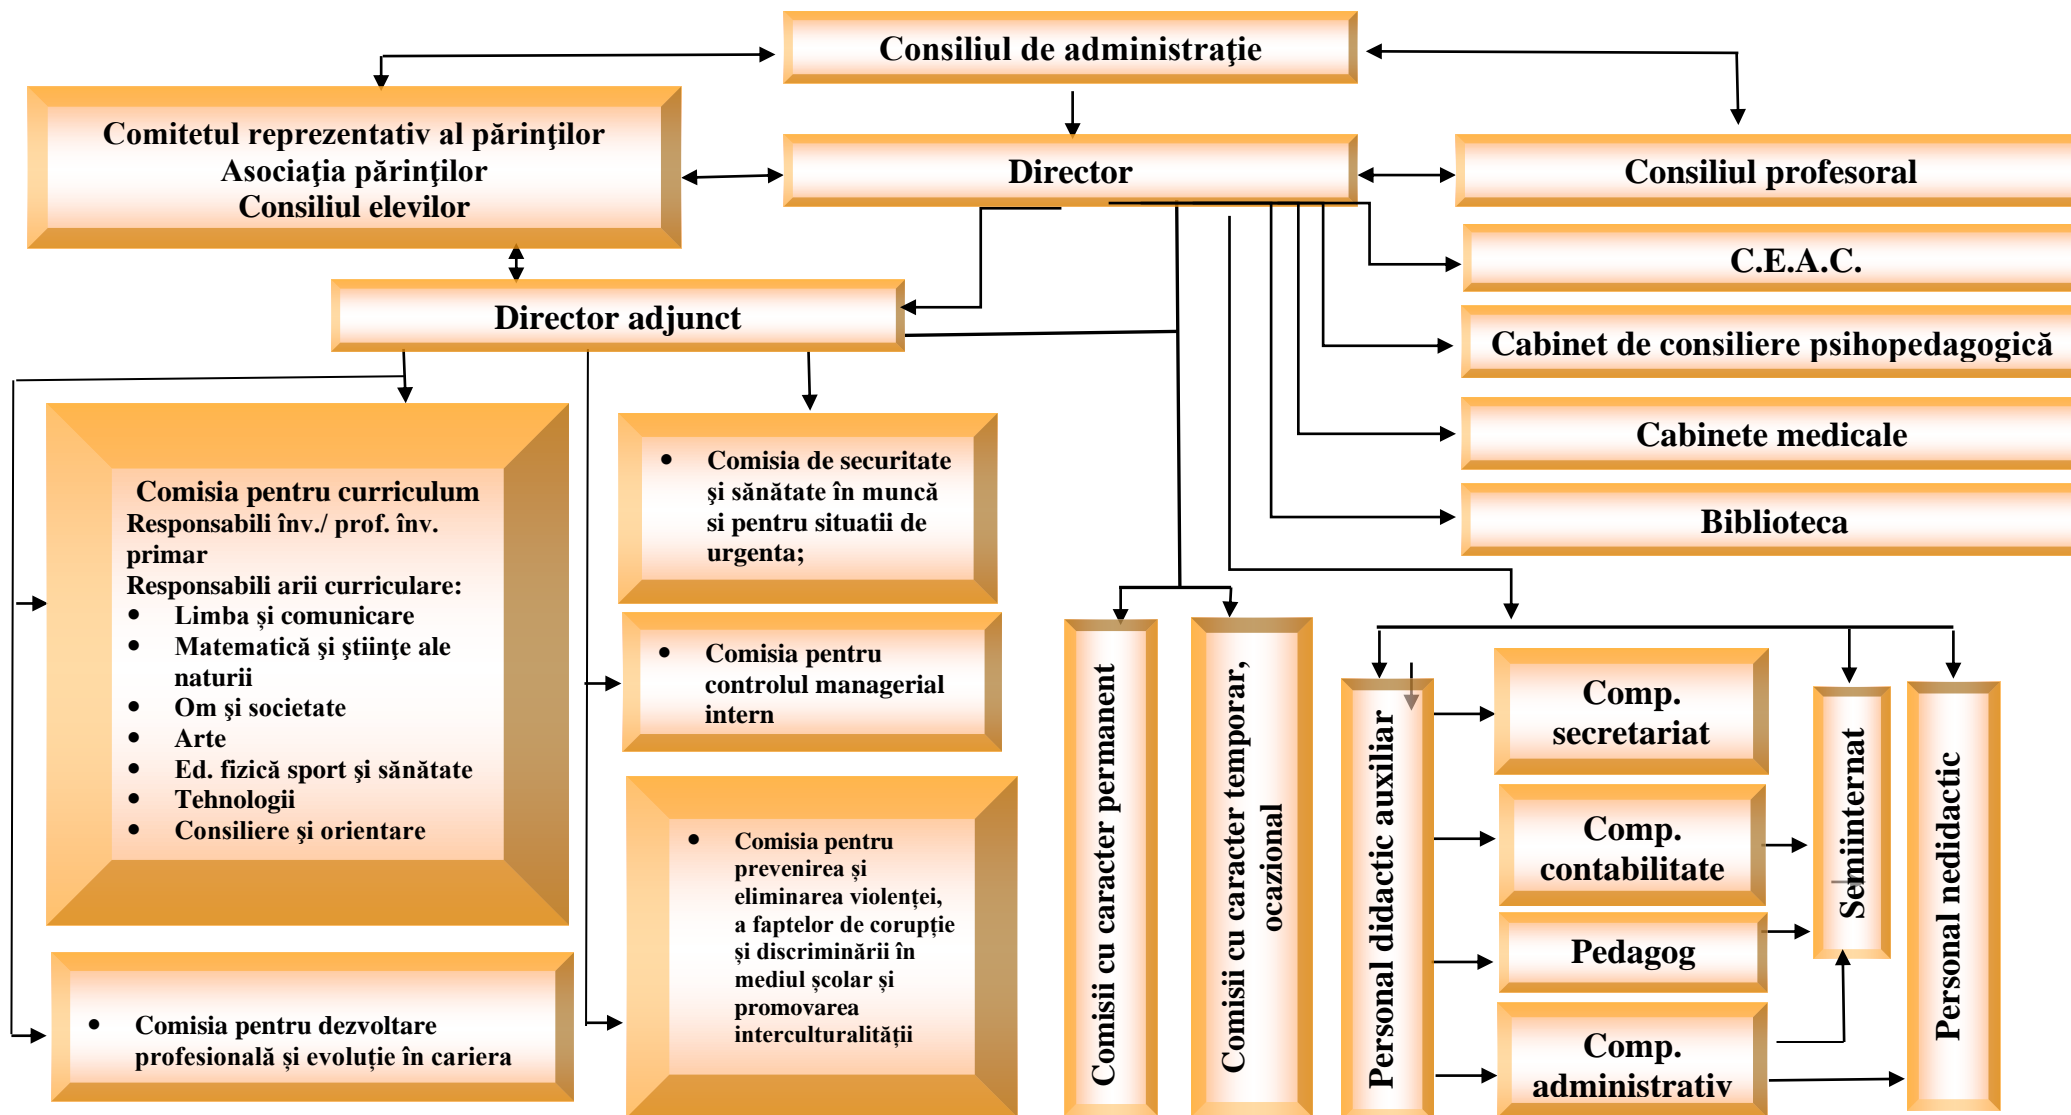 Consiliul de administraţie
Comitetul reprezentativ al părinţilor
Asociaţia părinţilor
Consiliul elevilor
Director
Consiliul profesoral
C.E.A.C.
Director adjunct
Cabinet de consiliere psihopedagogică
Cabinete medicale
Biblioteca
Comisia pentru curriculum
Responsabili înv./ prof. înv.
primar
Responsabili arii curriculare:
• Limba și comunicare
• Matematică şi ştiinţe ale
naturii
• Om şi societate
• Arte
• Ed. fizică sport şi sănătate
• Tehnologii
• Consiliere şi orientare
• Comisia pentru dezvoltare
profesională și evoluție în cariera
• Comisia de securitate
şi sănătate în muncă
si pentru situatii de
urgenta;
• Comisia pentru
controlul managerial
intern
• Comisia pentru
prevenirea și
eliminarea violenței,
a faptelor de corupție
și discriminării în
mediul școlar și
promovarea
interculturalității
Comisii cu caracter permanent
Comisii cu caracter temporar,
ocazional
Personal didactic auxiliar
Comp.
secretariat
Comp.
contabilitate
Pedagog
Comp.
administrativ
Semiinternat
Personal nedidactic